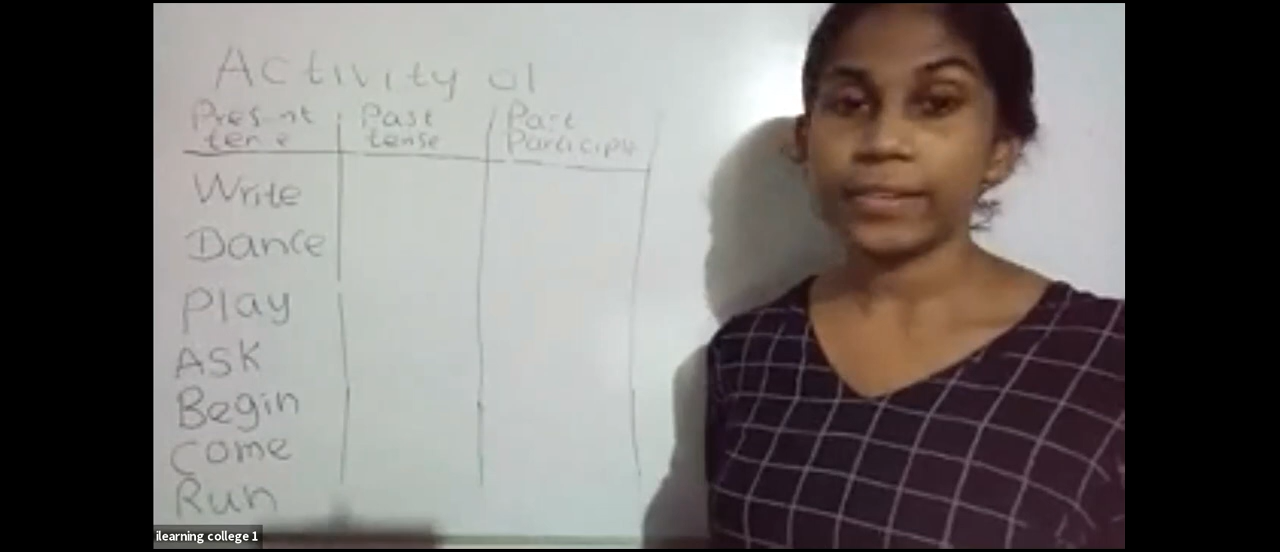 Activity 01
Present Past Past
tense tense Participle
Write
Dance
Play
Ask
Begin
Come
Run
ilearning college 1